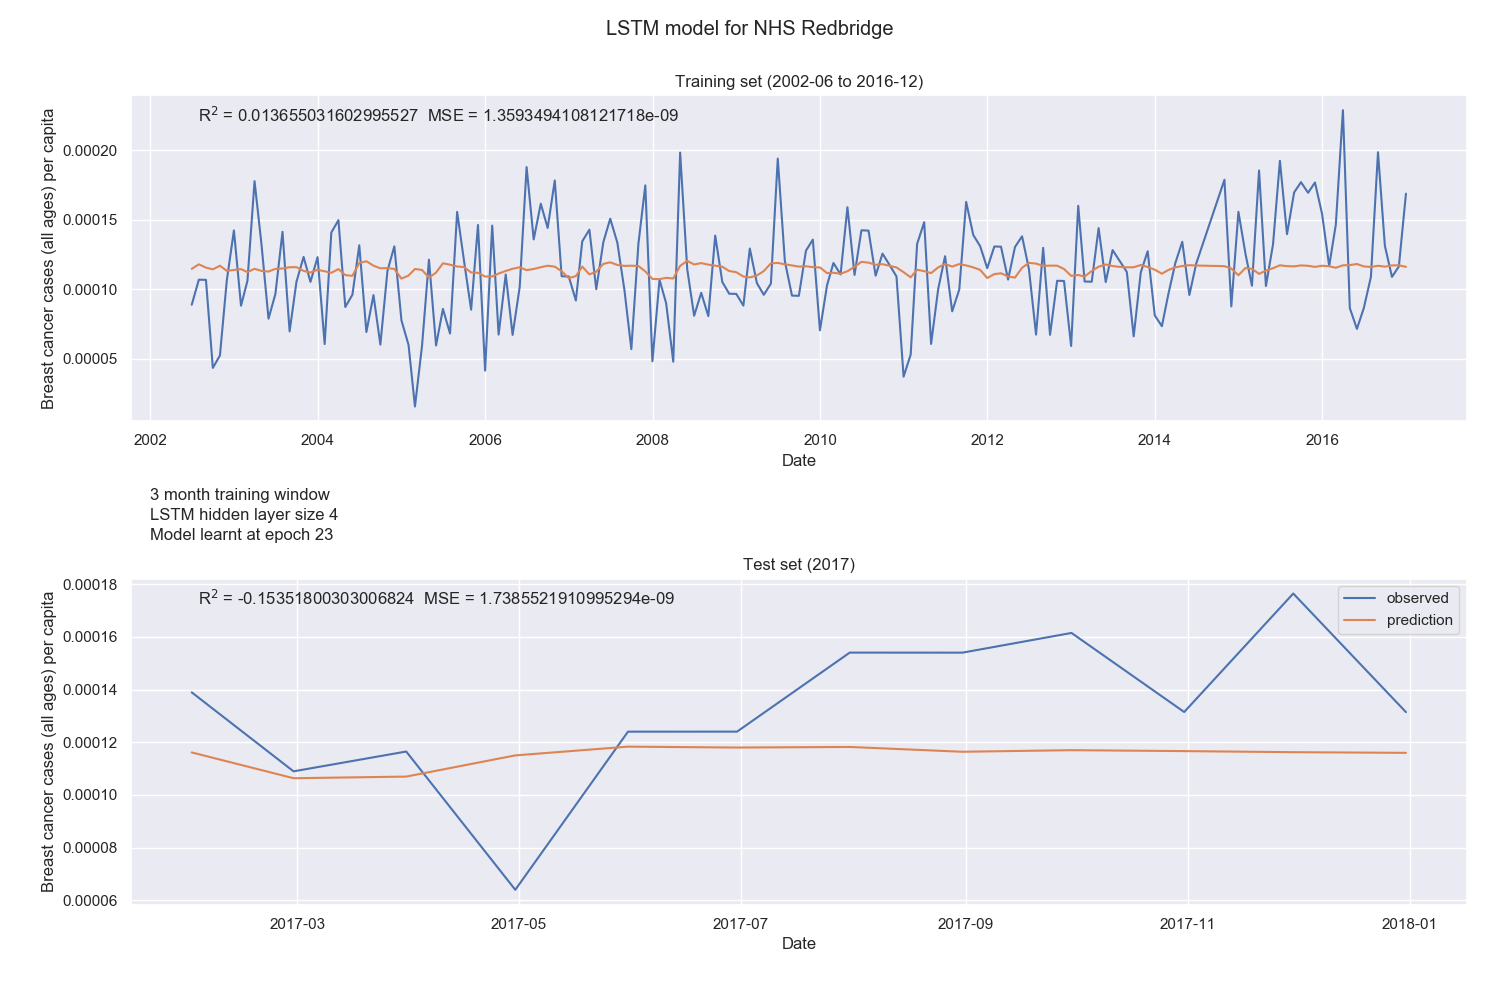 LSTM model for NHS Redbridge
Training set (2002-06 to 2016-12)
R² = 0.013655031602995527  MSE = 1.3593494108121718e-09
Breast cancer cases (all ages) per capita
0.00020
0.00015
0.00010
0.00005
2002 2004 2006 2008 2010 2012 2014 2016
Date
3 month training window
LSTM hidden layer size 4
Model learnt at epoch 23
Test set (2017)
R² = -0.15351800303006824  MSE = 1.7385521910995294e-09
observed
prediction
Breast cancer cases (all ages) per capita
0.00018
0.00016
0.00014
0.00012
0.00010
0.00008
0.00006
2017-03 2017-05 2017-07 2017-09 2017-11 2018-01
Date